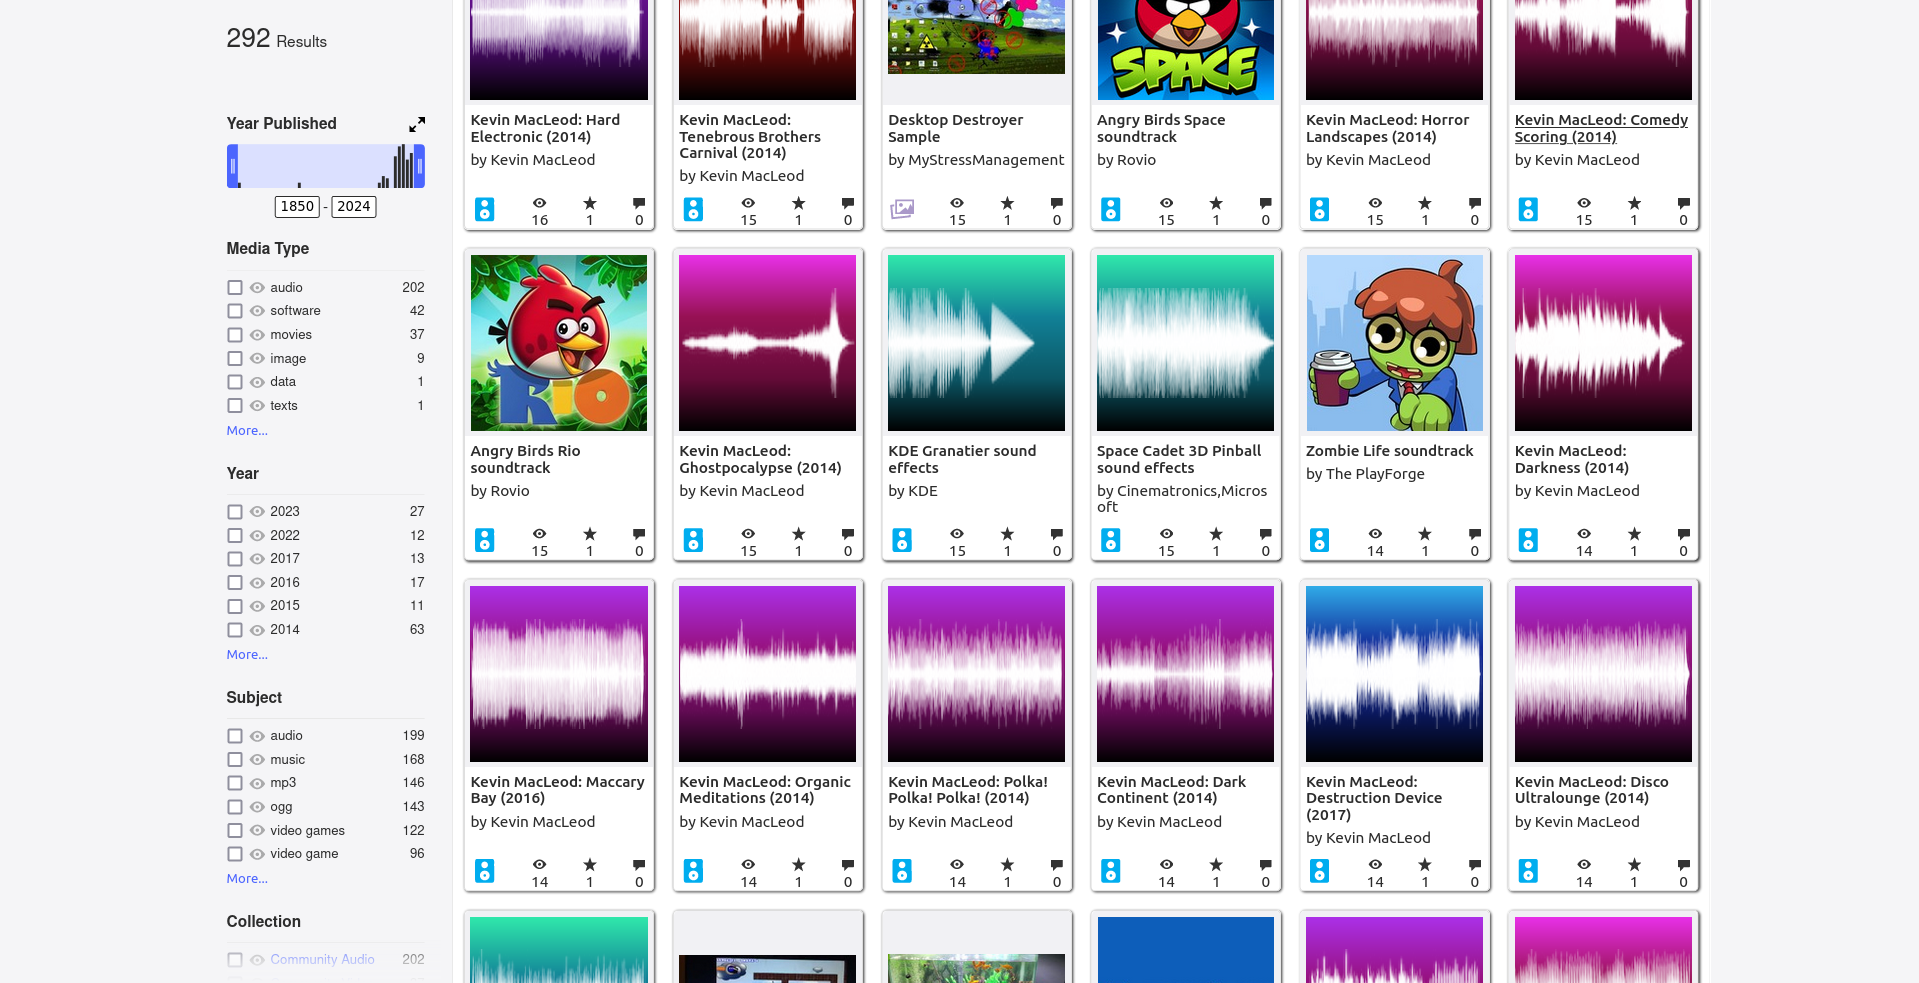 292 Results
Year Published
1850 - 2024
Media Type
audio 202
software 42
movies 37
image 9
data 1
texts 1
More...
Year
2023 27
2022 12
2017 13
2016 17
2015 11
2014 63
More...
Subject
audio 199
music 168
mp3 146
ogg 143
video games 122
video game 96
More...
Collection
Community Audio 202
SPACE
Kevin MacLeod: Hard
Electronic (2014)
by Kevin MacLeod
16 1 0
Kevin MacLeod:
Tenebrous Brothers
Carnival (2014)
by Kevin MacLeod
15 1 0
Desktop Destroyer
Sample
by MyStressManagement
15 1 0
Angry Birds Space
soundtrack
by Rovio
15 1 0
Kevin MacLeod: Horror
Landscapes (2014)
by Kevin MacLeod
15 1 0
Kevin MacLeod: Comedy
Scoring (2014)
by Kevin MacLeod
15 1 0
RIO
Angry Birds Rio
soundtrack
by Rovio
15 1 0
Kevin MacLeod:
Ghostpocalypse (2014)
by Kevin MacLeod
15 1 0
KDE Granatier sound
effects
by KDE
15 1 0
Space Cadet 3D Pinball
sound effects
by Cinematronics,Micros
oft
15 1 0
Zombie Life soundtrack
by The PlayForge
14 1 0
Kevin MacLeod:
Darkness (2014)
by Kevin MacLeod
14 1 0
Kevin MacLeod: Maccary
Bay (2016)
by Kevin MacLeod
14 1 0
Kevin MacLeod: Organic
Meditations (2014)
by Kevin MacLeod
14 1 0
Kevin MacLeod: Polka!
Polka! Polka! (2014)
by Kevin MacLeod
14 1 0
Kevin MacLeod: Dark
Continent (2014)
by Kevin MacLeod
14 1 0
Kevin MacLeod:
Destruction Device
(2017)
by Kevin MacLeod
14 1 0
Kevin MacLeod: Disco
Ultralounge (2014)
by Kevin MacLeod
14 1 0